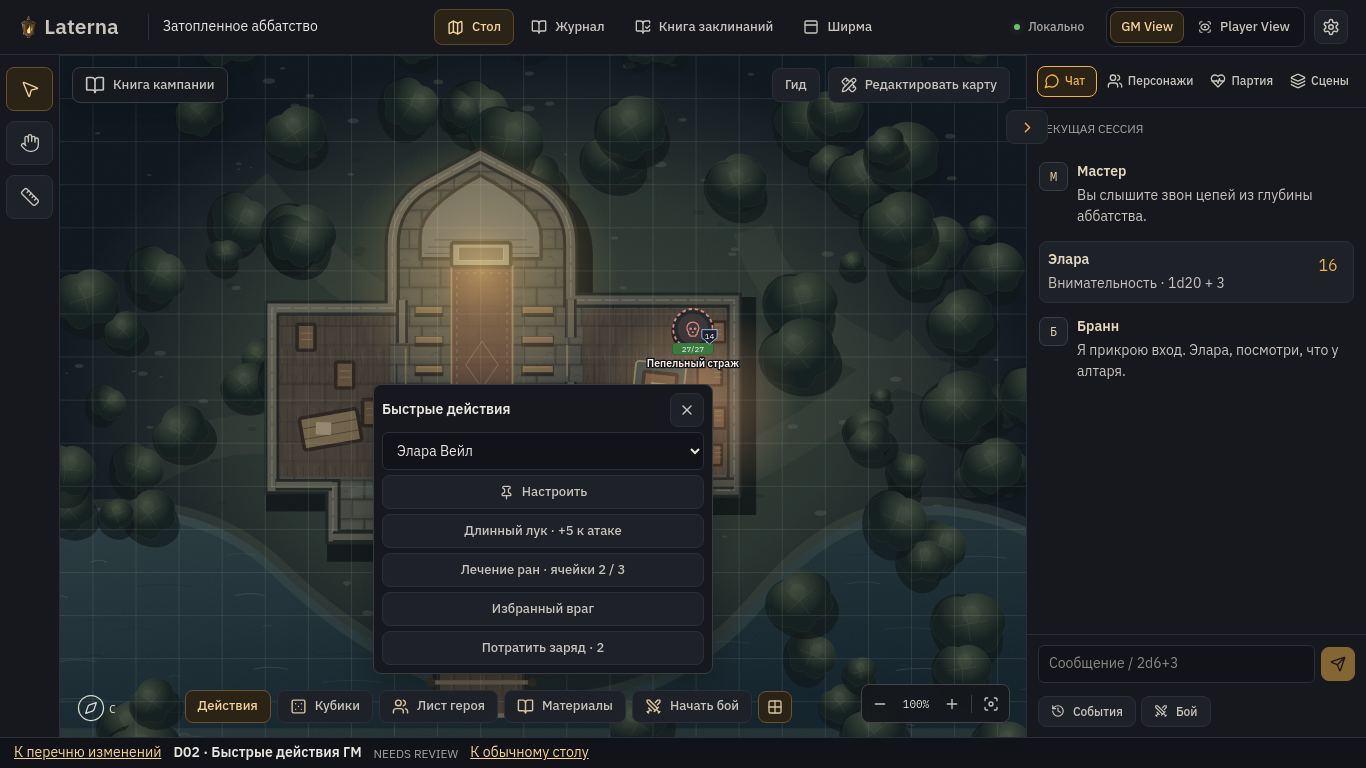 Laterna
Затопленное аббатство
Стол
Журнал
Книга заклинаний
Ширма
Локально
GM View
Player View
Книга кампании
Гид
Редактировать карту
Чат
Персонажи
Партия
Сцены
ЕКУЩАЯ СЕССИЯ
М
Мастер
Вы слышите звон цепей из глубины
аббатства.
Элара
16
Внимательность · 1d20 + 3
Б
Бранн
Я прикрою вход. Элара, посмотри, что у
алтаря.
14
27/27
Пепельный страж
Быстрые действия
Элара Вейл
Настроить
Длинный лук · +5 к атаке
Лечение ран · ячейки 2 / 3
Избранный враг
Потратить заряд · 2
Сообщение / 2d6+3
С
Действия
Кубики
Лист героя
Материалы
Начать бой
100%
События
Бой
К перечню изменений
D02 · Быстрые действия ГМ
NEEDS REVIEW
К обычному столу